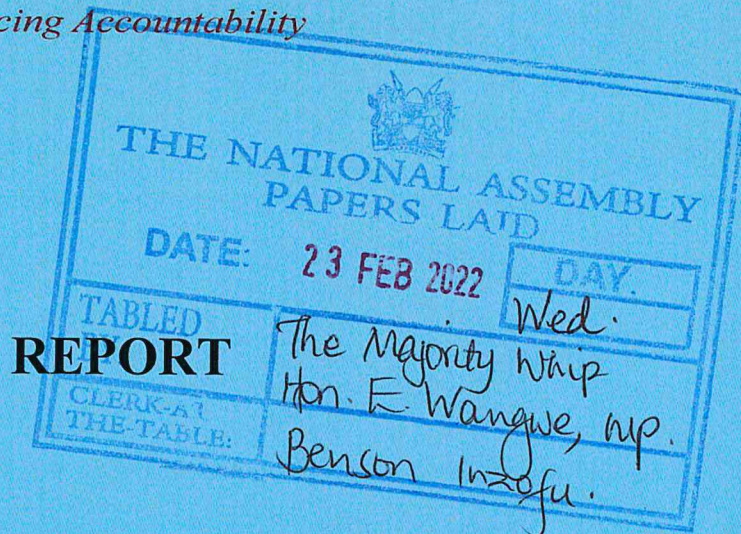 cing Accountability
THE NATIONAL ASSEMBLY
PAPERS LAID
DATE: 23 FEB 2022 DAY.
Wed.
TABLED The Majority Whip
REPORT Hon. E. Wangwe, MP.
CLERK-AT
THE-TABLE: Benson Inzofu.